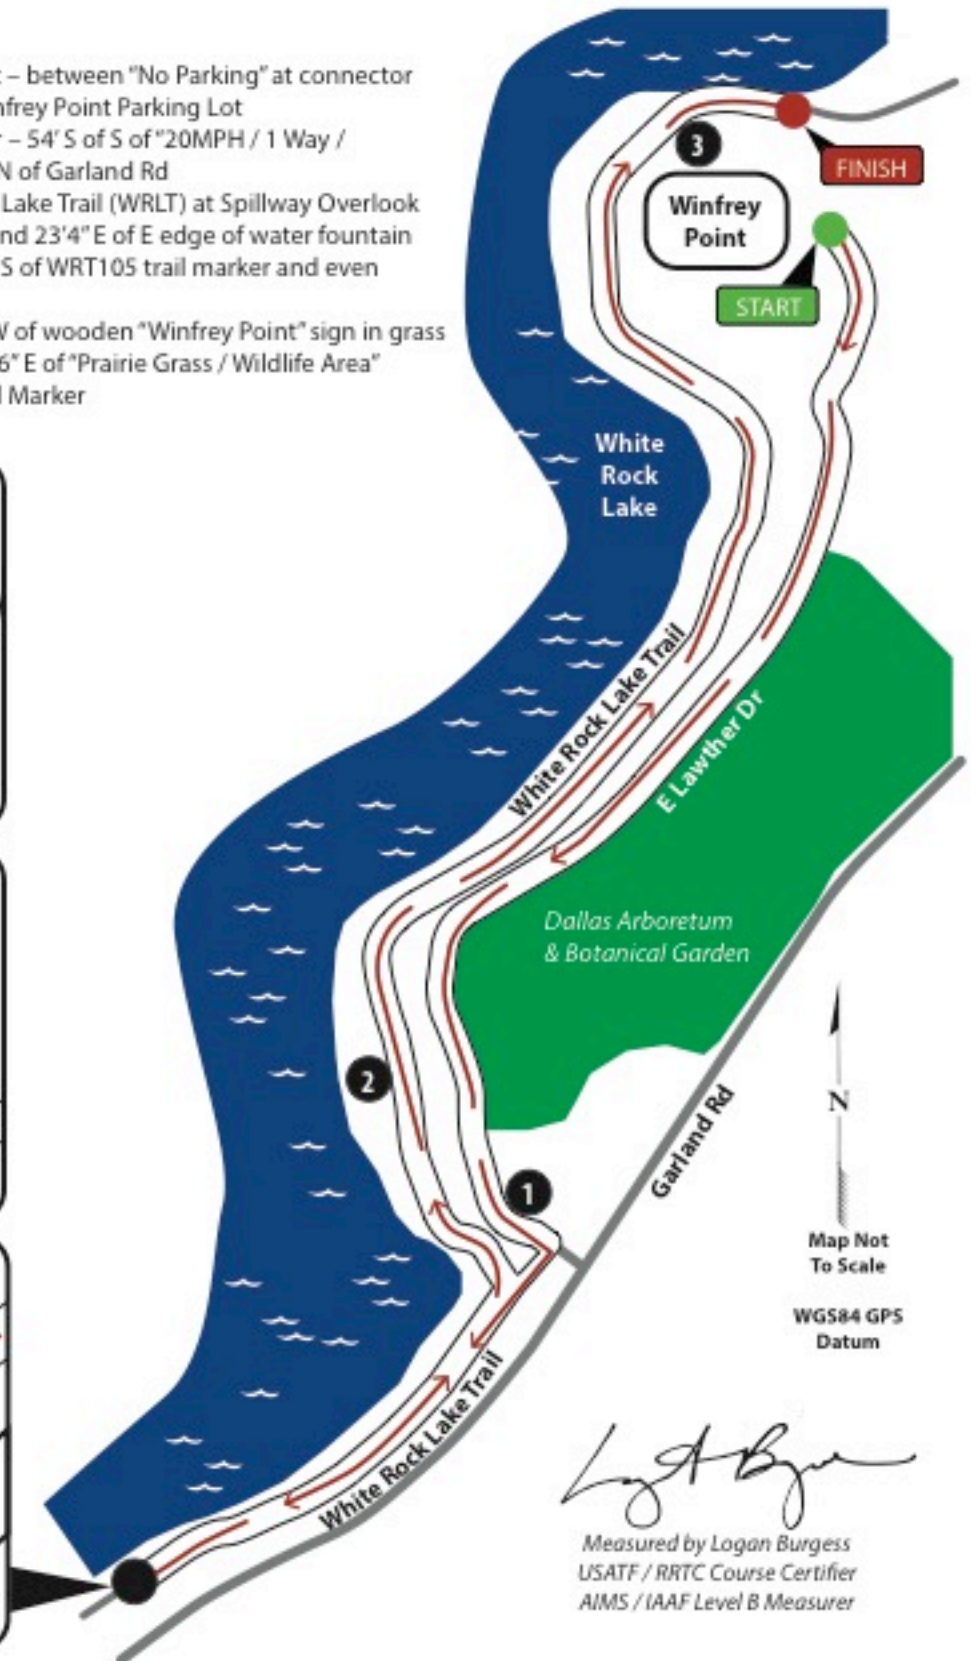 – between "No Parking" at connector
nfrey Point Parking Lot
– 54' S of S of "20MPH / 1 Way /
N of Garland Rd
Lake Trail (WRLT) at Spillway Overlook
nd 23'4" E of E edge of water fountain
S of WRT105 trail marker and even
W of wooden "Winfrey Point" sign in grass
6" E of "Prairie Grass / Wildlife Area"
Marker
3
FINISH
Winfrey
Point
START
White
Rock
Lake
White Rock Lake Trail
E Lawther Dr
Dallas Arboretum
& Botanical Garden
2
1
Garland Rd
N
Map Not
To Scale
WGS84 GPS
Datum
White Rock Lake Trail
Measured by Logan Burgess
USATF / RRTC Course Certifier
AIMS / IAAF Level B Measurer